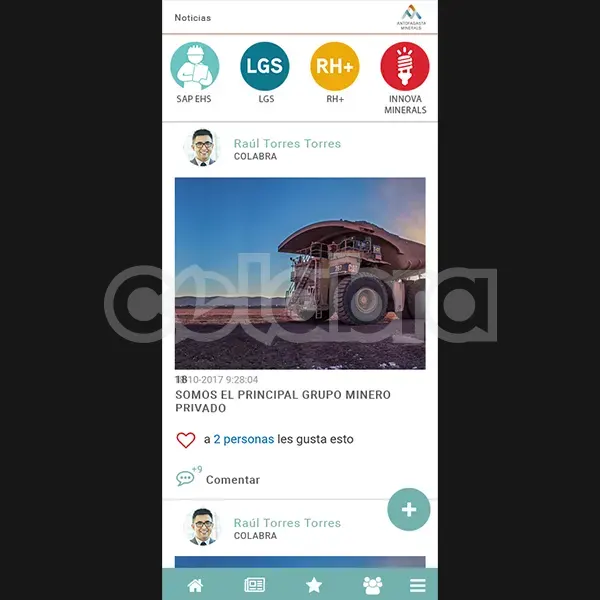 Noticias
ANTOFAGASTA
MINERALS
LGS
RH+
SAP EHS
LGS
RH+
INNOVA
MINERALS
Raúl Torres Torres
COLABRA
colabra
10-2017 9:28:04
SOMOS EL PRINCIPAL GRUPO MINERO
PRIVADO
a 2 personas les gusta esto
+9
Comentar
+
Raúl Torres Torres
COLABRA